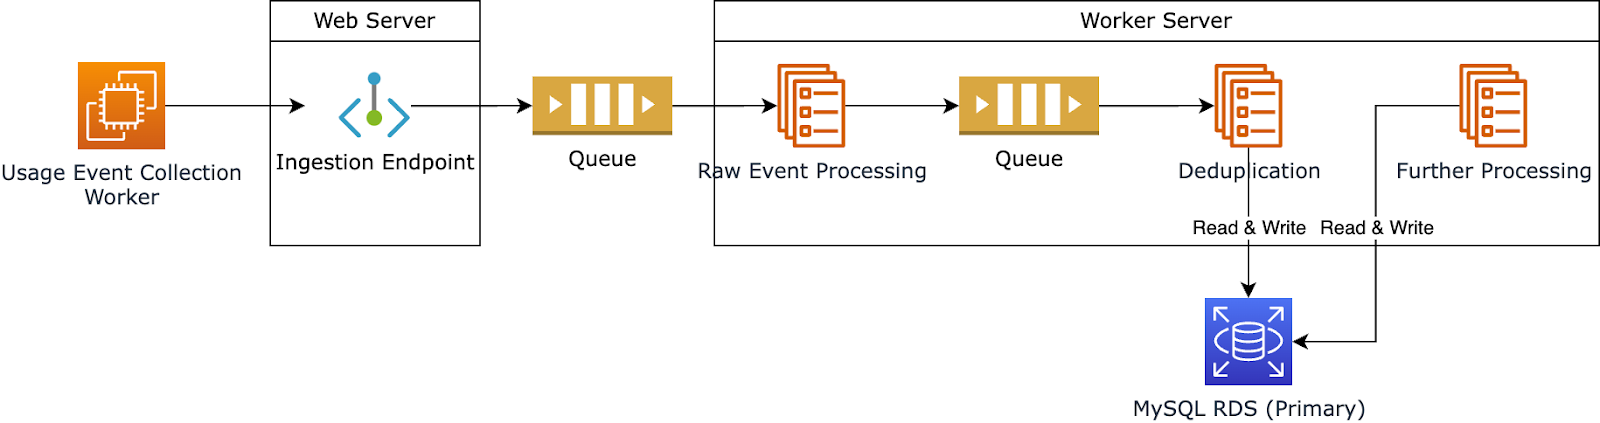 Web Server
Worker Server
Usage Event Collection
Worker
Ingestion Endpoint
Queue
Raw Event Processing
Queue
Deduplication
Further Processing
Read & Write
Read & Write
MySQL RDS (Primary)